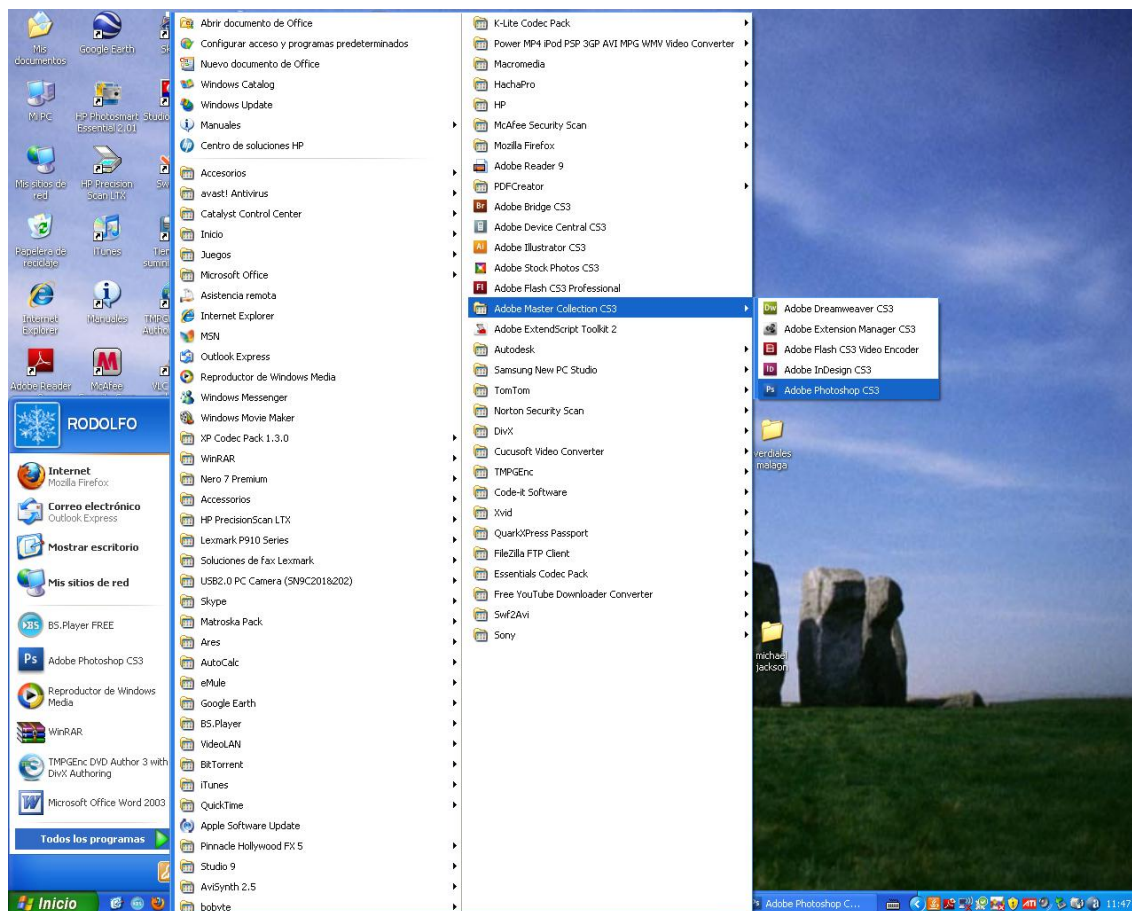 Mis
documentos
Google Earth
Mi PC
HP Photosmart
Essential 2.01
Studio
Mis sitios de
red
HP Precision
Scan LTX
Papelera de
reciclaje
iTunes
Internet
Explorer
Manuales
Adobe Reader
McAfee
VLC
RODOLFO
Internet
Mozilla Firefox
Correo electrónico
Outlook Express
Mostrar escritorio
Mis sitios de red
BS.Player FREE
Adobe Photoshop CS3
Reproductor de Windows
Media
WinRAR
TMPGEnc DVD Author 3 with
DivX Authoring
Microsoft Office Word 2003
Todos los programas
Inicio
Abrir documento de Office
Configurar acceso y programas predeterminados
Nuevo documento de Office
Windows Catalog
Windows Update
Manuales
Centro de soluciones HP
Accesorios
avast! Antivirus
Catalyst Control Center
Inicio
Juegos
Microsoft Office
Asistencia remota
Internet Explorer
MSN
Outlook Express
Reproductor de Windows Media
Windows Messenger
Windows Movie Maker
XP Codec Pack 1.3.0
WinRAR
Nero 7 Premium
Accessorios
HP PrecisionScan LTX
Lexmark P910 Series
Soluciones de fax Lexmark
USB2.0 PC Camera (SN9C201&202)
Skype
Matroska Pack
Ares
AutoCalc
eMule
Google Earth
BS.Player
VideoLAN
BitTorrent
iTunes
QuickTime
Apple Software Update
Pinnacle Hollywood FX 5
Studio 9
AviSynth 2.5
bobyte
K-Lite Codec Pack
Power MP4 iPod PSP 3GP AVI MPG WMV Video Converter
Macromedia
HachaPro
HP
McAfee Security Scan
Mozilla Firefox
Adobe Reader 9
PDFCreator
Adobe Bridge CS3
Adobe Device Central CS3
Adobe Illustrator CS3
Adobe Stock Photos CS3
Adobe Flash CS3 Professional
Adobe Master Collection CS3
Adobe ExtendScript Toolkit 2
Autodesk
Samsung New PC Studio
TomTom
Norton Security Scan
DivX
Cucusoft Video Converter
TMPGEnc
Code-it Software
Xvid
QuarkXPress Passport
FileZilla FTP Client
Essentials Codec Pack
Free YouTube Downloader Converter
Swf2Avi
Sony
Adobe Dreamweaver CS3
Adobe Extension Manager CS3
Adobe Flash CS3 Video Encoder
Adobe InDesign CS3
Adobe Photoshop CS3
verdiales
malaga
michael
jackson
Adobe Photoshop C...
11:47